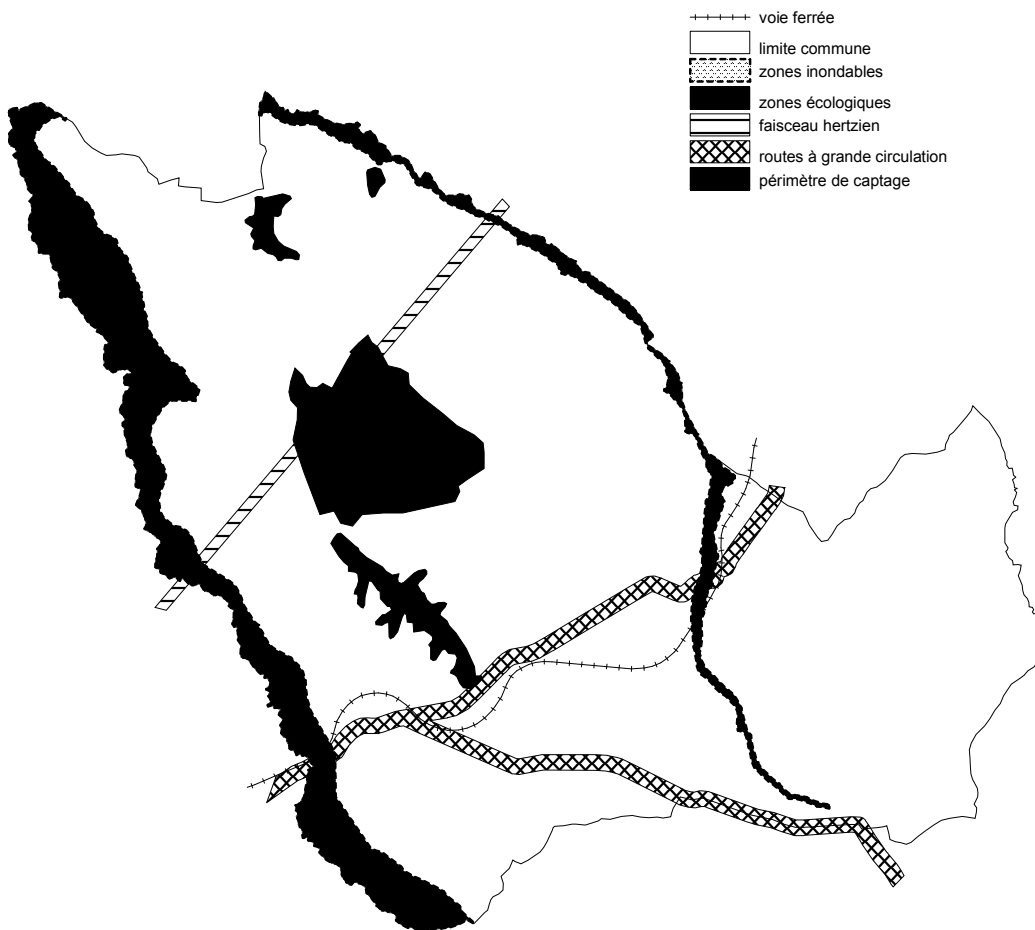 voie ferrée
limite commune
zones inondables
zones écologiques
faisceau hertzien
routes à grande circulation
périmètre de captage